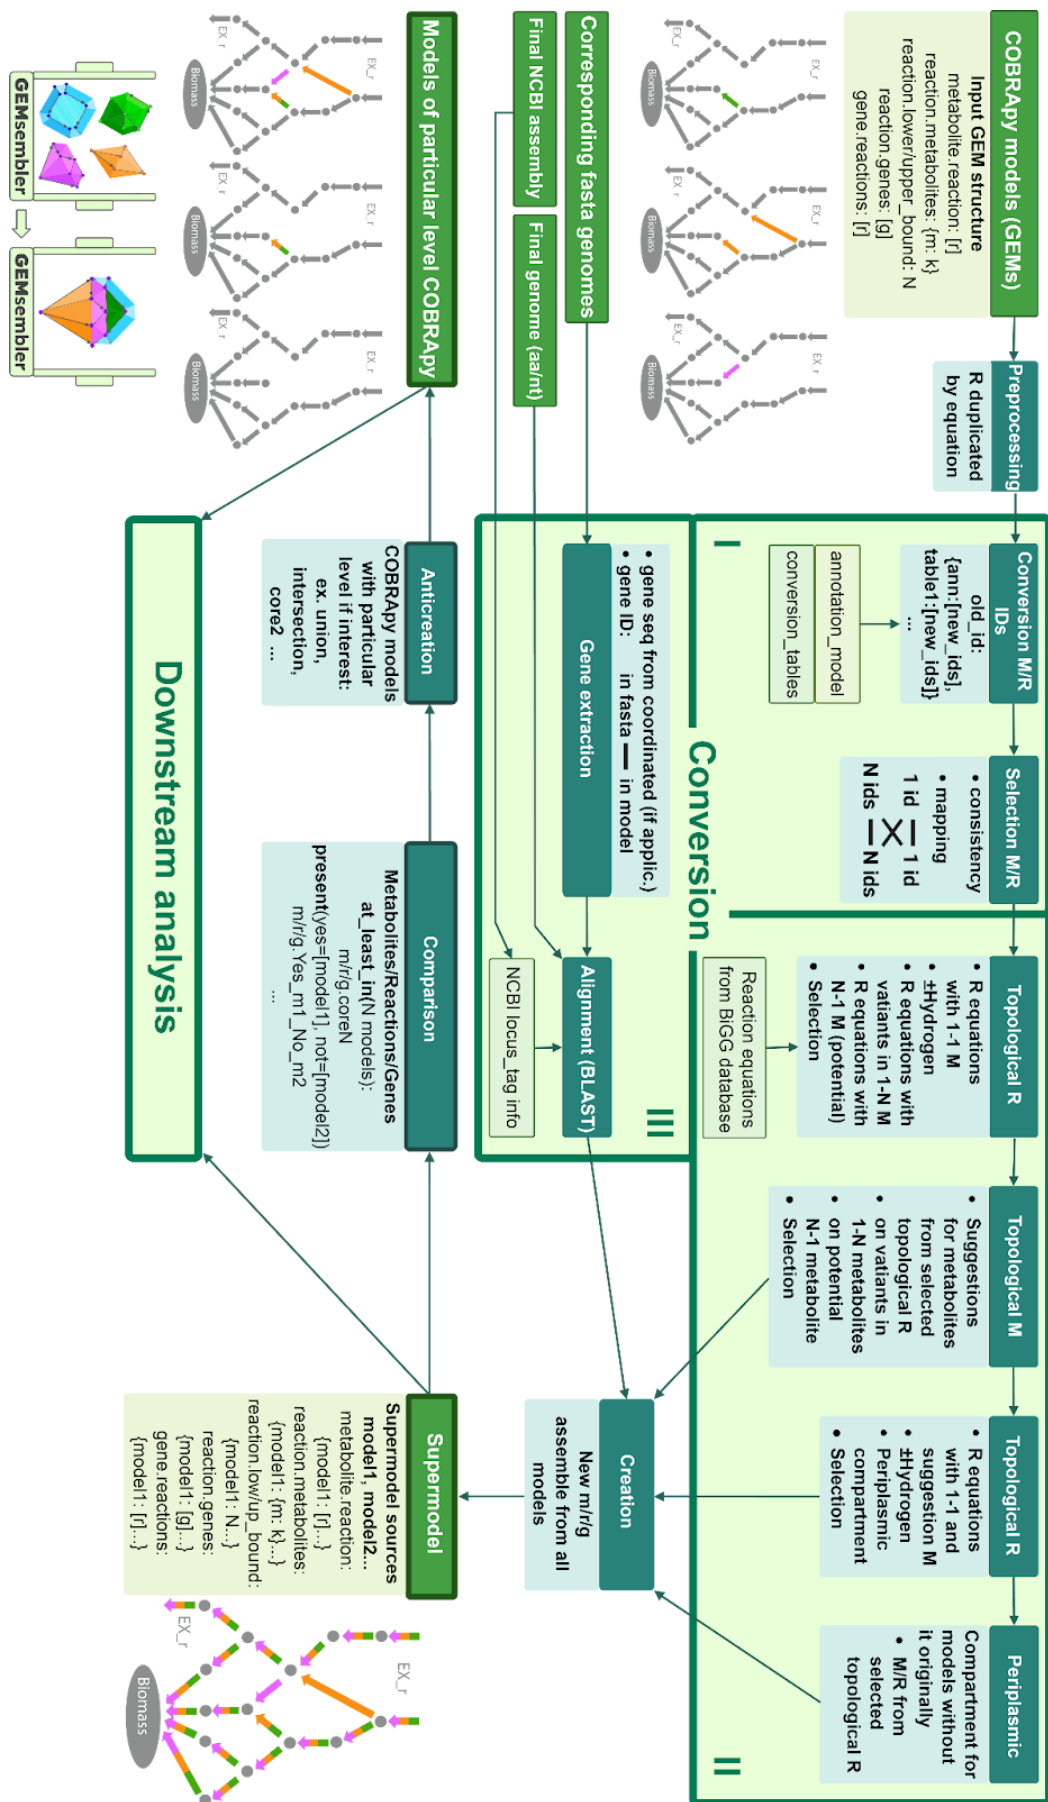 COBRApy models (GEMs)
Input GEM structure
metabolite.reaction: [r]
reaction.metabolites: {m: k}
reaction.lower/upper_bound: N
reaction.genes: [g]
gene.reactions: [r]
Preprocessing
R duplicated
by equation
I
Conversion M/R
IDs
old_id:
{ann:[new_ids],
table1:[new_ids]}
...
annotation_model
conversion_tables
Selection M/R
• consistency
• mapping
1 id 1 id
N ids N ids
Topological R
• R equations
with 1-1 M
• ±Hydrogen
• R equations with
vatiants in 1-N M
• R equations with
N-1 M (potential)
• Selection
Reaction equations
from BiGG database
Topological M
• Suggestions
for metabolites
from selected
topological R
• on vatiants in
1-N metabolites
• on potential
N-1 metabolite
• Selection
Topological R
• R equations
with 1-1 and
suggestion M
• ±Hydrogen
• Periplasmic
compartment
• Selection
Periplasmic
Compartment for
models without
it originally
• M/R from
selected
topological R
II
Conversion
Corresponding fasta genomes
Final NCBI assembly
Final genome (aa/nt)
• gene seq from coordinated (if applic.)
• gene ID: in fasta in model
Gene extraction
III
Alignment (BLAST)
NCBI locus_tag info
Creation
New m/r/g
assemble from all
models
Models of particular level COBRApy
Anticreation
COBRApy models
with particular
level if interest:
ex. union,
intersection,
core2 ...
Comparison
Metabolites/Reactions/Genes
at_least_in(N models):
m/r/g.coreN
present(yes=[model1], not=[model2])
m/r/g.Yes_m1_No_m2
...
Supermodel
Supermodel sources
model1, model2...
metabolite.reaction:
{model1: [r]...}
reaction.metabolites:
{model1: {m: k}...}
reaction.low/up_bound:
{model1: N...}
reaction.genes:
{model1: [g]...}
gene.reactions:
{model1: [r]...}
EX_r
EX_r
Biomass
EX_r
EX_r
Biomass
EX_r
Biomass
EX_r
Biomass
Downstream analysis
GEMsembler
GEMsembler